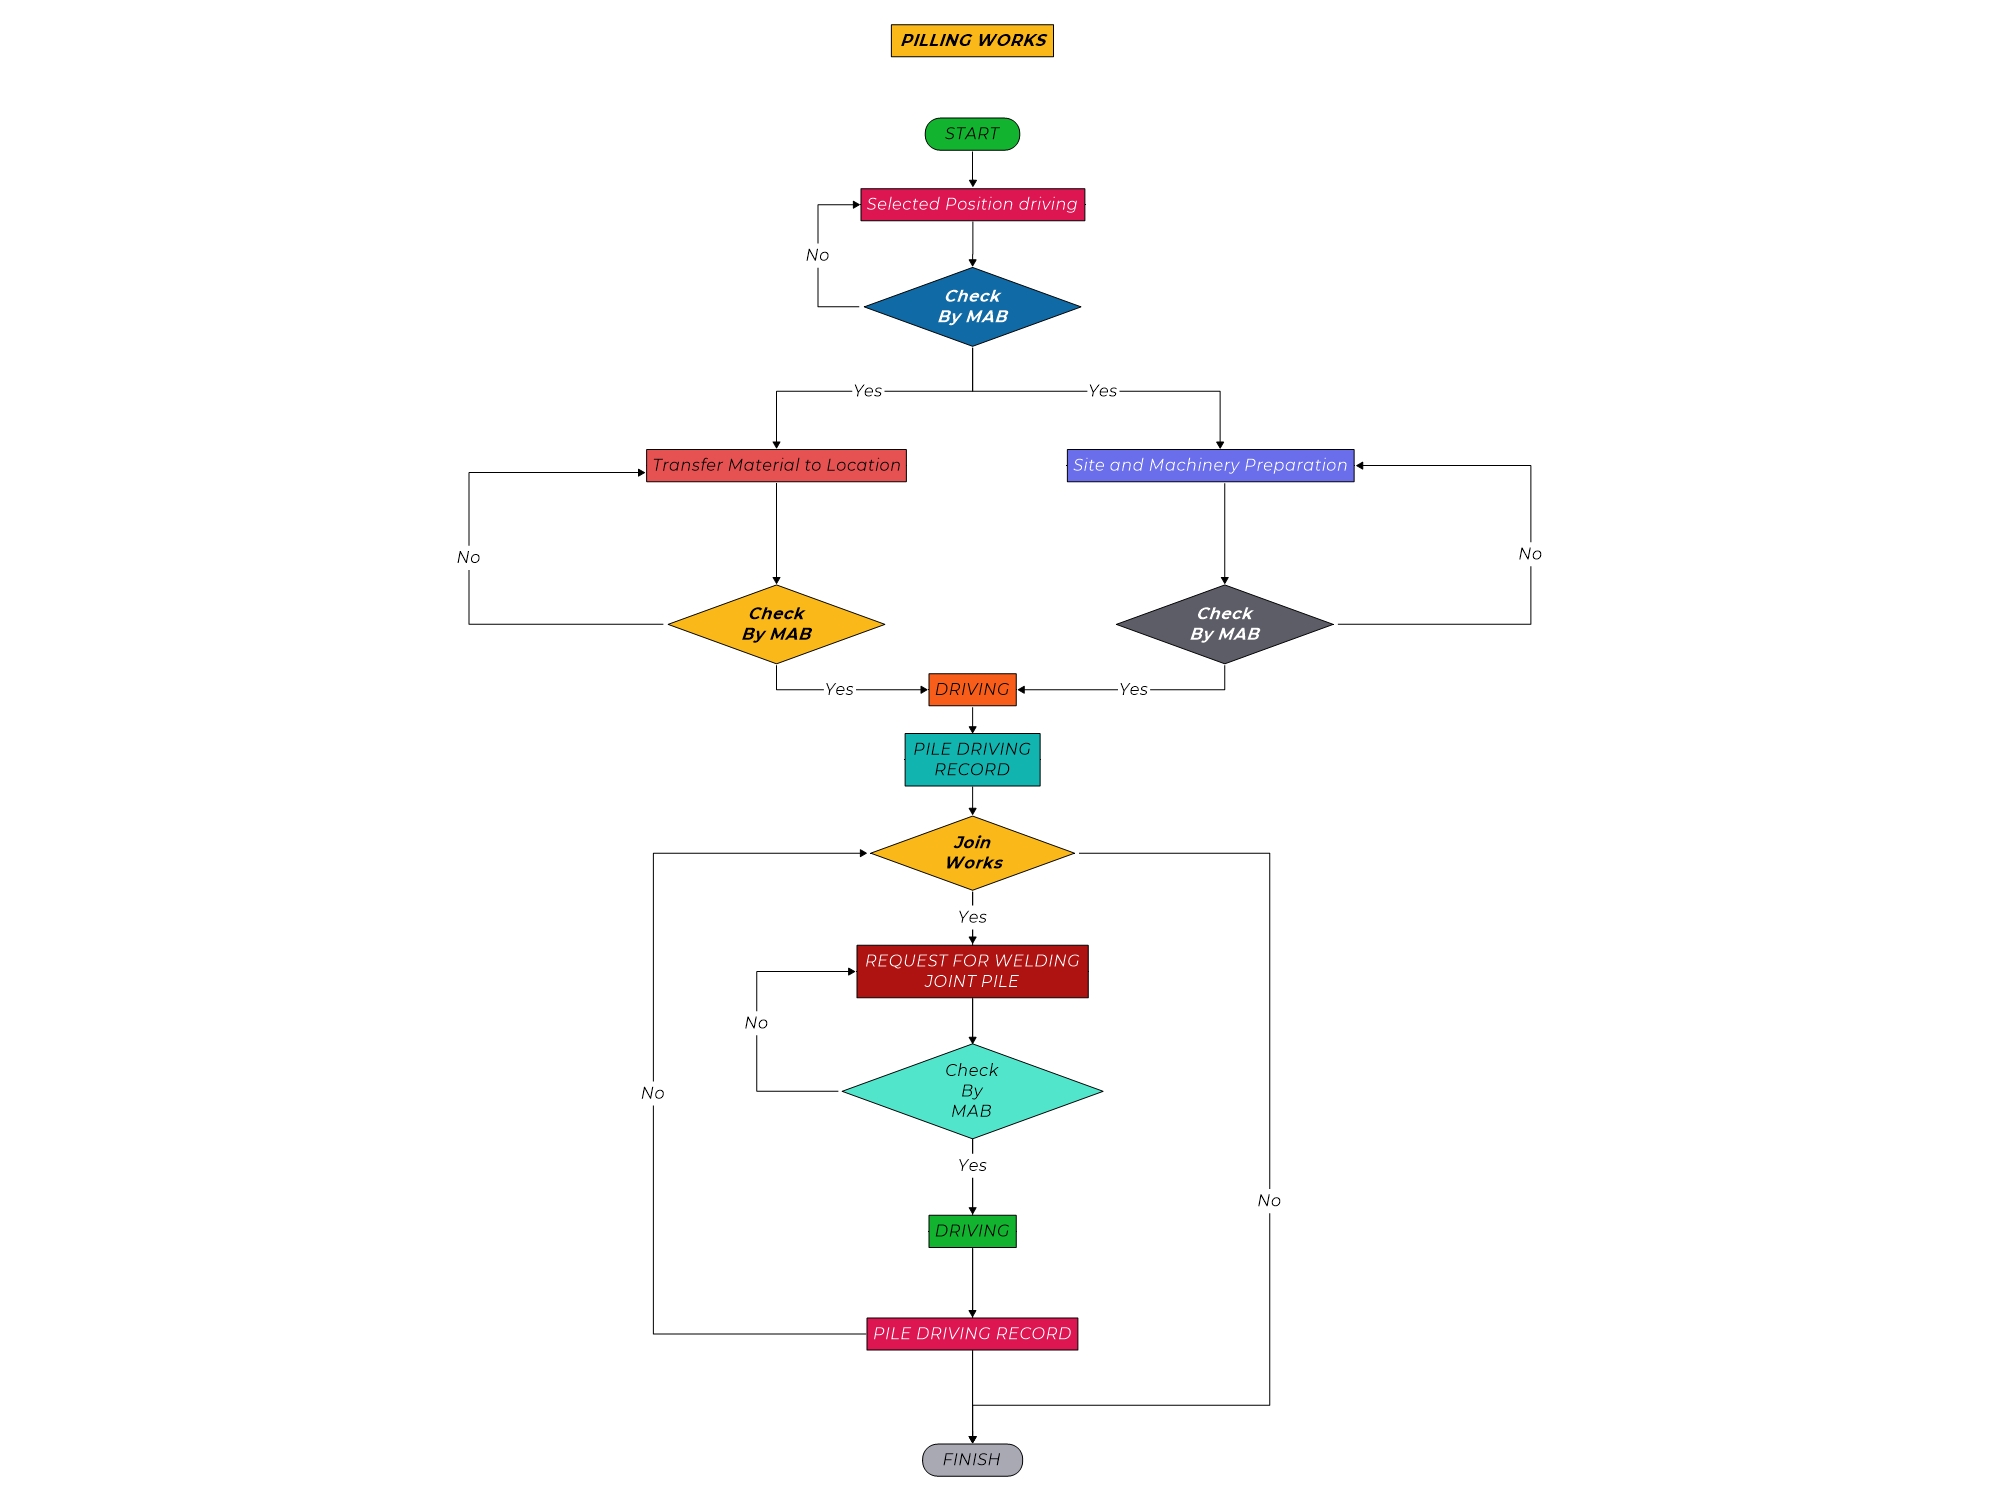 PILLING WORKS
START
Selected Position driving
No
Check
By MAB
Yes
Yes
Transfer Material to Location
Site and Machinery Preparation
No
No
Check
By MAB
Check
By MAB
Yes
DRIVING
Yes
PILE DRIVING
RECORD
Join
Works
Yes
REQUEST FOR WELDING
JOINT PILE
No
Check
By
MAB
No
Yes
No
DRIVING
PILE DRIVING RECORD
FINISH